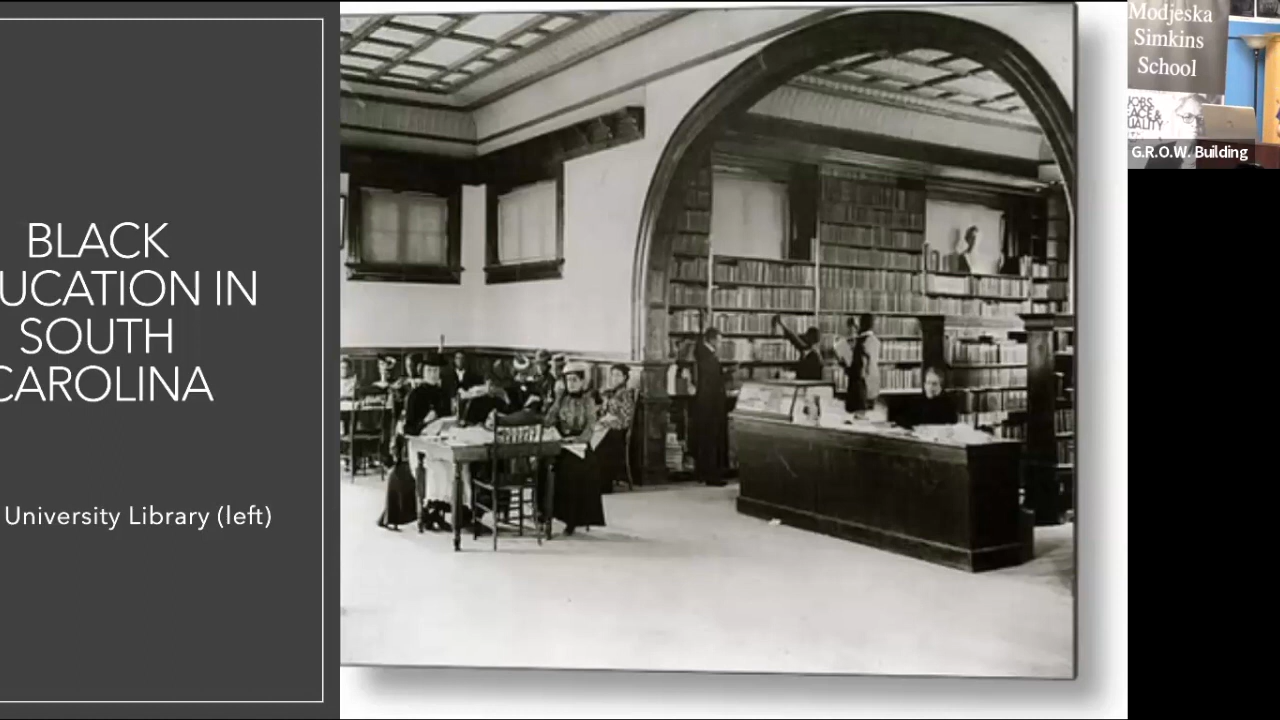 BLACK
UCATION IN
SOUTH
CAROLINA
University Library (left)
Modjeska
Simkins
School
G.R.O.W. Building